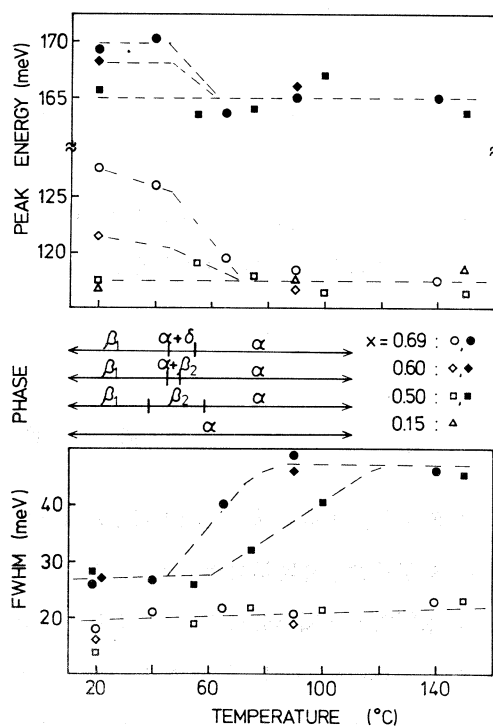 170
165
125
120
PEAK ENERGY (meV)
PHASE
β₁ α+δ α
β₁ α+β₂ α
β₁ β₂ α
α
x = 0.69 : ○,●
0.60 : ◇,◆
0.50 : □,■
0.15 : △
40
30
20
FWHM (meV)
20 60 100 140
TEMPERATURE (°C)